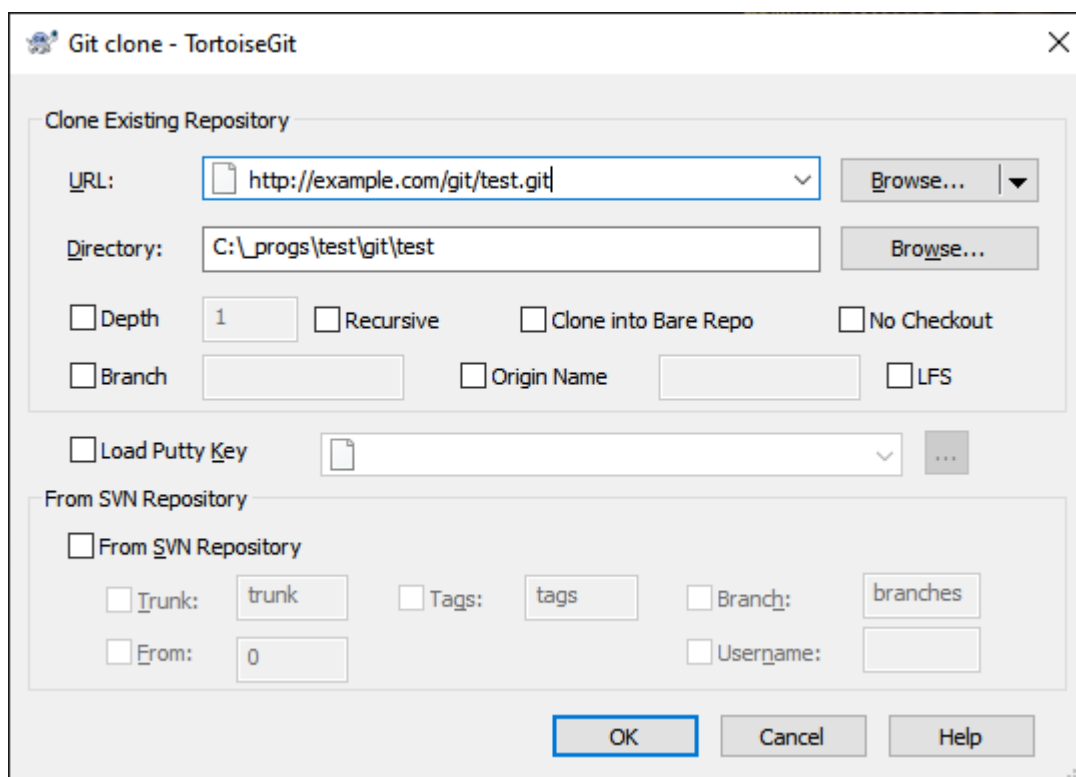 Git clone - TortoiseGit
Clone Existing Repository
URL: http://example.com/git/test.git Browse...
Directory: C:\_progs\test\git\test Browse...
Depth 1 Recursive Clone into Bare Repo No Checkout
Branch Origin Name LFS
Load Putty Key ...
From SVN Repository
From SVN Repository
Trunk: trunk Tags: tags Branch: branches
From: 0 Username:
OK Cancel Help